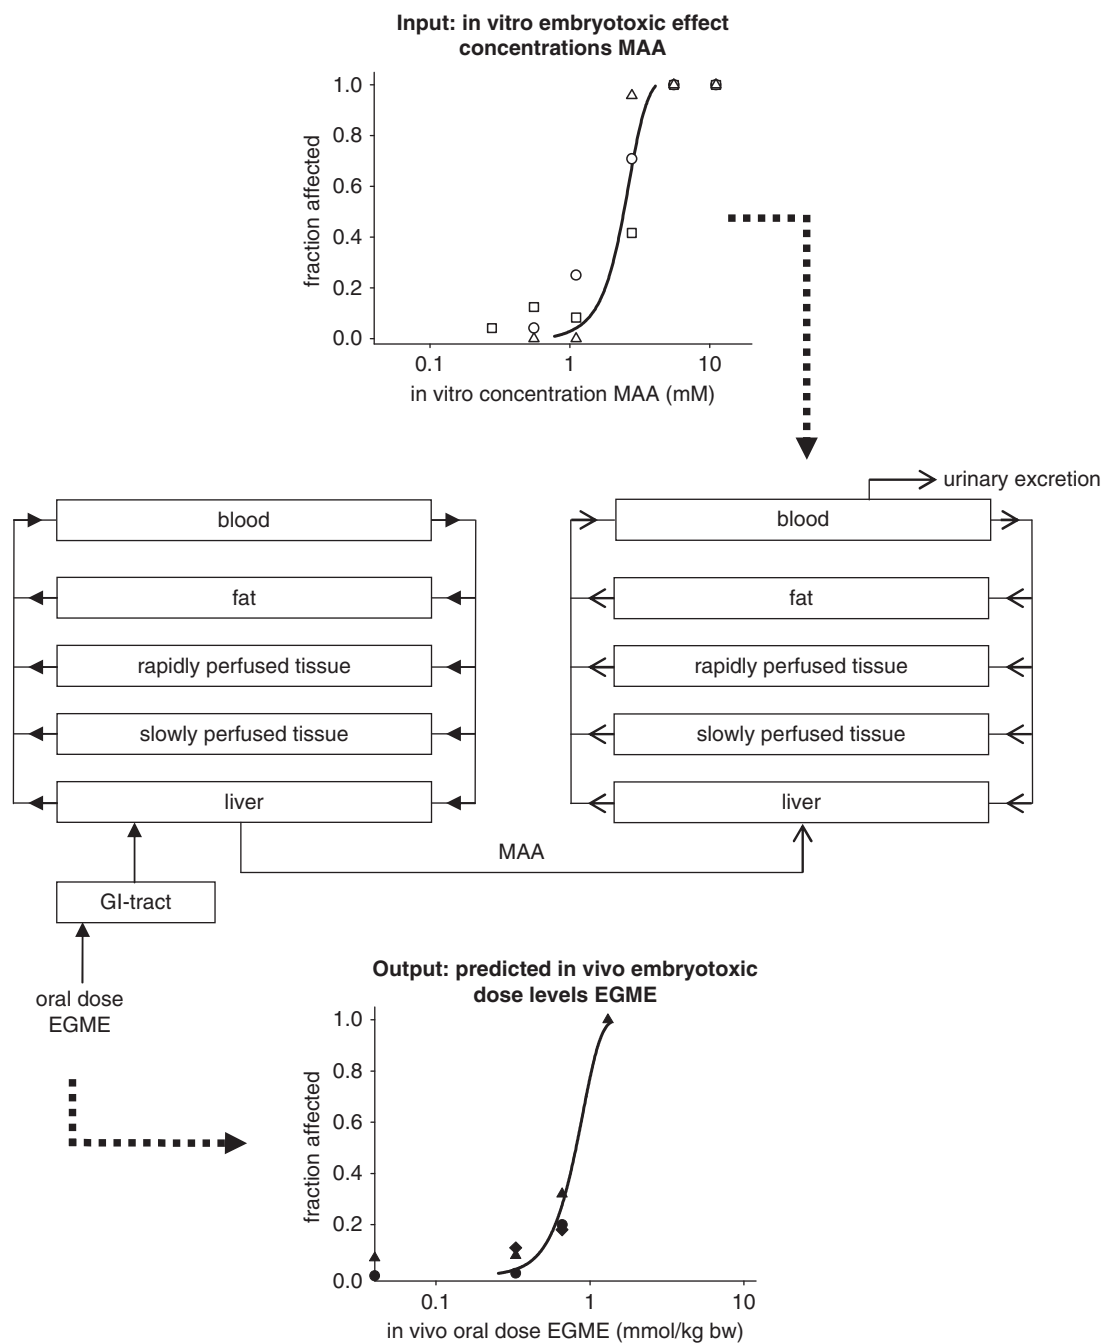 Input: in vitro embryotoxic effect
concentrations MAA
fraction affected
1.0
0.8
0.6
0.4
0.2
0.0
0.1 1 10
in vitro concentration MAA (mM)
urinary excretion
blood
fat
rapidly perfused tissue
slowly perfused tissue
liver
blood
fat
rapidly perfused tissue
slowly perfused tissue
liver
MAA
GI-tract
oral dose
EGME
Output: predicted in vivo embryotoxic
dose levels EGME
fraction affected
1.0
0.8
0.6
0.4
0.2
0.0
0.1 1 10
in vivo oral dose EGME (mmol/kg bw)